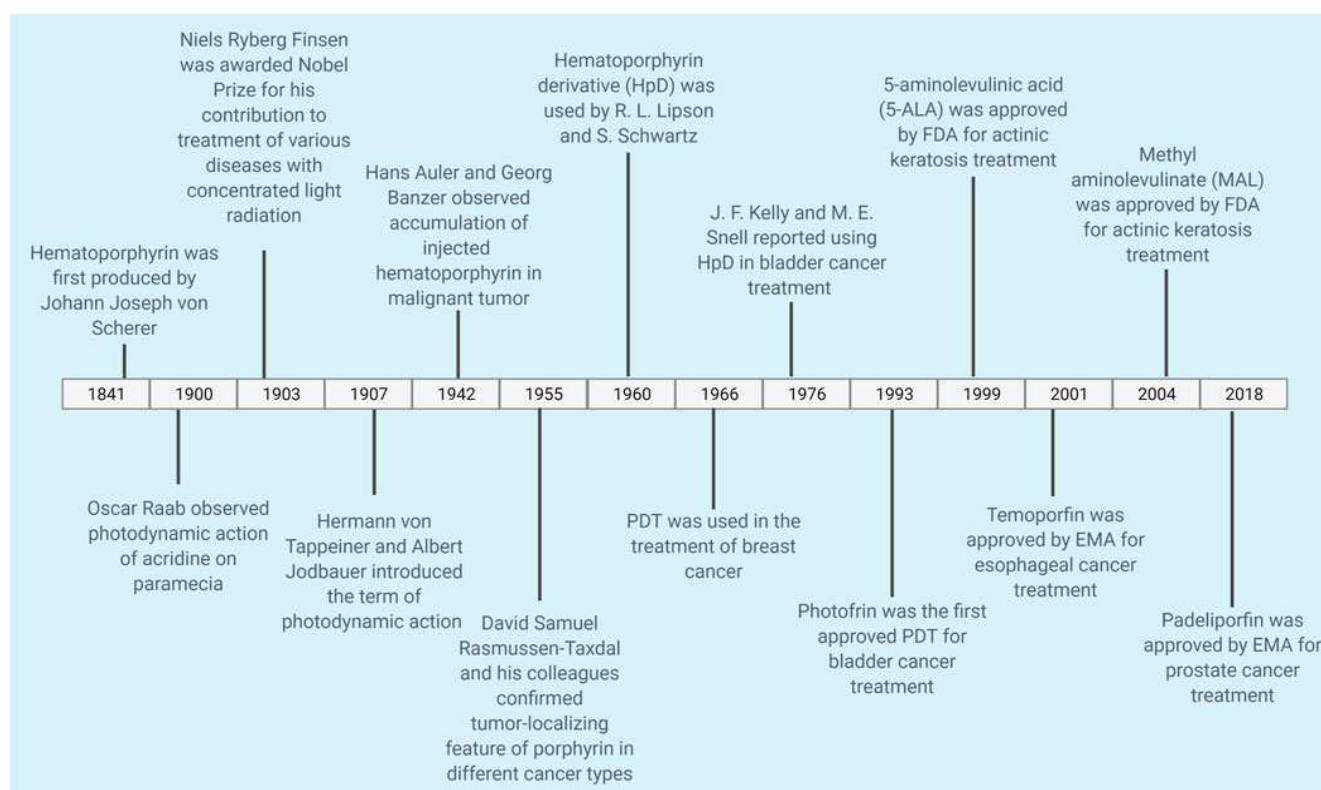 Niels Ryberg Finsen
was awarded Nobel
Prize for his
contribution to
treatment of various
diseases with
concentrated light
radiation
Hematoporphyrin
derivative (HpD) was
used by R. L. Lipson
and S. Schwartz
5-aminolevulinic acid
(5-ALA) was approved
by FDA for actinic
keratosis treatment
Methyl
aminolevulinate (MAL)
was approved by FDA
for actinic keratosis
treatment
Hans Auler and Georg
Banzer observed
accumulation of
injected
hematoporphyrin in
malignant tumor
J. F. Kelly and M. E.
Snell reported using
HpD in bladder cancer
treatment
Hematoporphyrin was
first produced by
Johann Joseph von
Scherer
1841 1900 1903 1907 1942 1955 1960 1966 1976 1993 1999 2001 2004 2018
Oscar Raab observed
photodynamic action
of acridine on
paramecia
Hermann von
Tappeiner and Albert
Jodbauer introduced
the term of
photodynamic action
David Samuel
Rasmussen-Taxdal
and his colleagues
confirmed
tumor-localizing
feature of porphyrin in
different cancer types
PDT was used in the
treatment of breast
cancer
Photofrin was the first
approved PDT for
bladder cancer
treatment
Temoporfin was
approved by EMA for
esophageal cancer
treatment
Padeliporfin was
approved by EMA for
prostate cancer
treatment